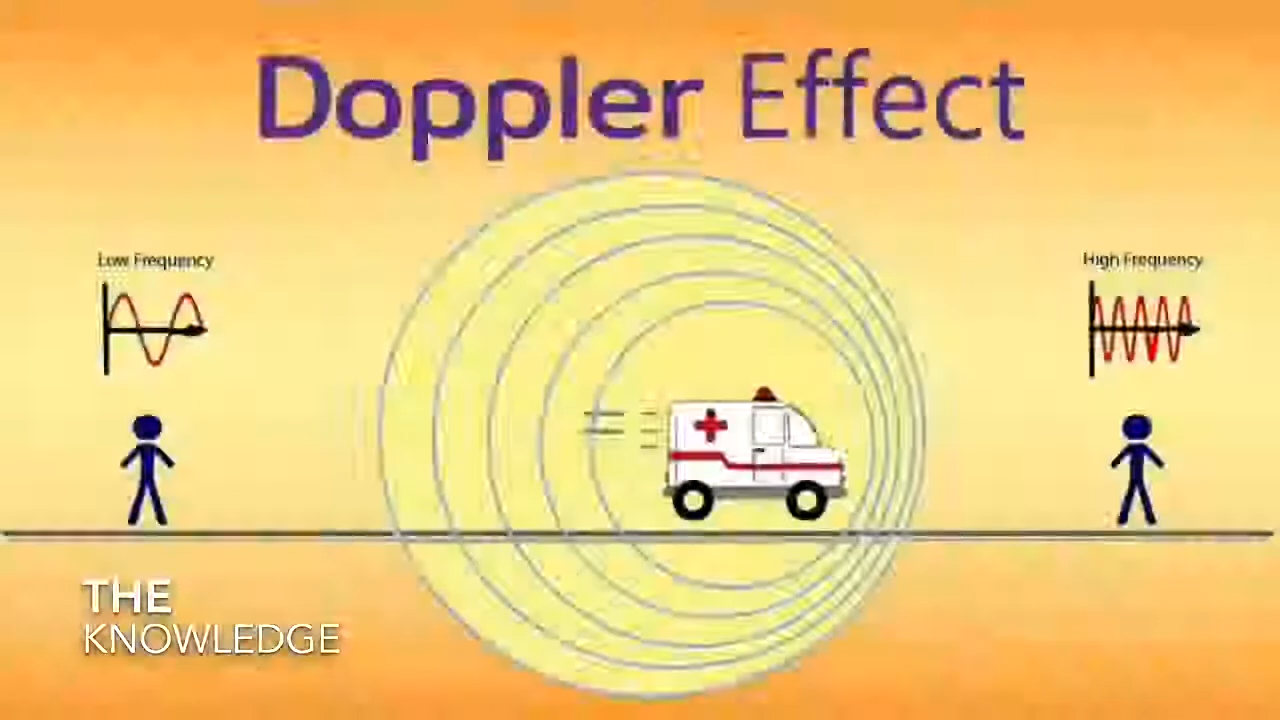 Doppler Effect
Low Frequency
High Frequency
THE
KNOWLEDGE